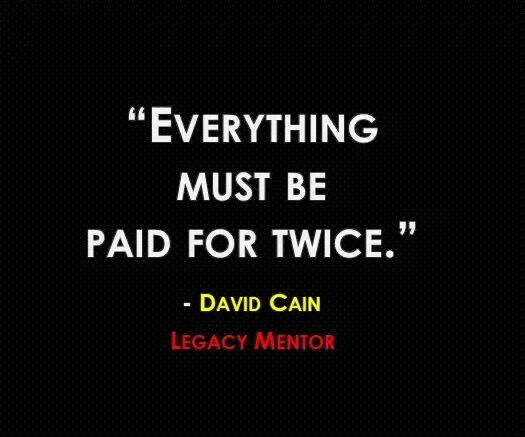 “EVERYTHING
MUST BE
PAID FOR TWICE.”
- DAVID CAIN
LEGACY MENTOR